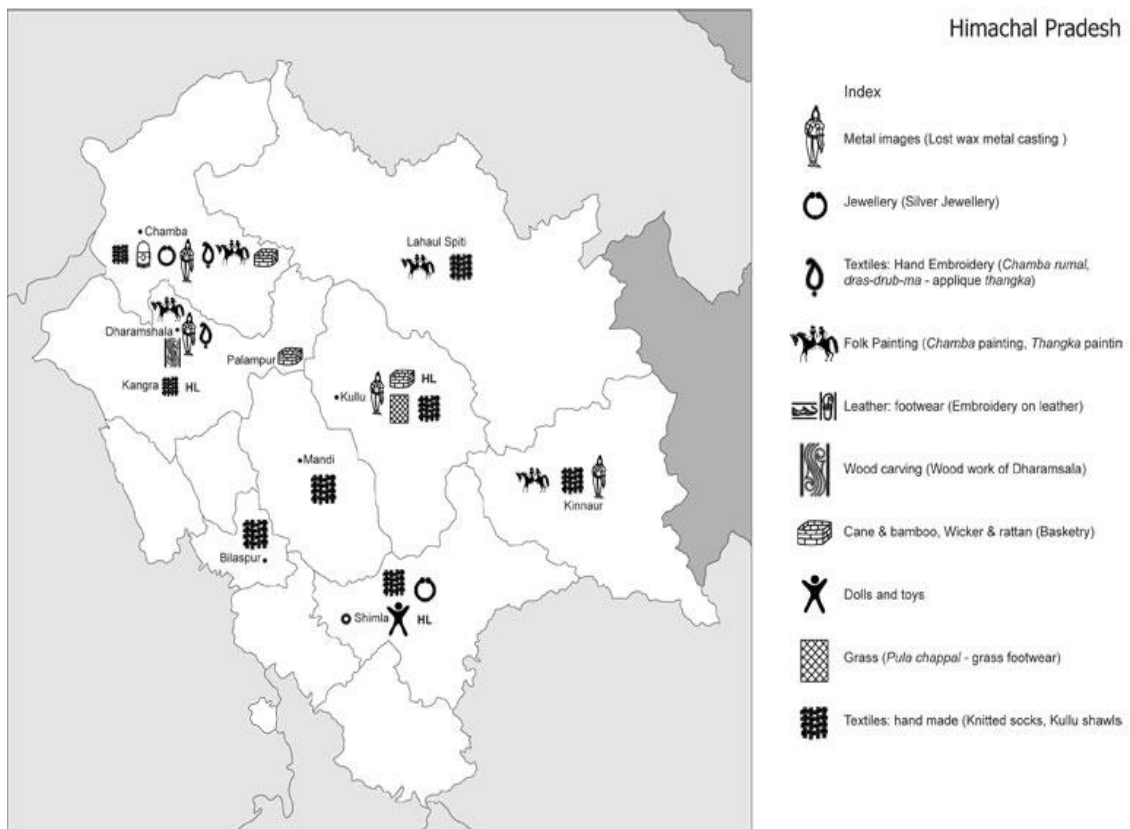 Himachal Pradesh
Index
Metal images (Lost wax metal casting )
Jewellery (Silver Jewellery)
Textiles: Hand Embroidery (Chamba rumal,
dras-drub-ma - applique thangka)
Folk Painting (Chamba painting, Thangka paintin
Leather: footwear (Embroidery on leather)
Wood carving (Wood work of Dharamsala)
Cane & bamboo, Wicker & rattan (Basketry)
Dolls and toys
Grass (Pula chappal - grass footwear)
Textiles: hand made (Knitted socks, Kullu shawls
Chamba
Lahaul Spiti
Dharamshala
Palampur
Kangra HL
HL
Kullu
Mandi
Kinnaur
Bilaspur
Shimla HL